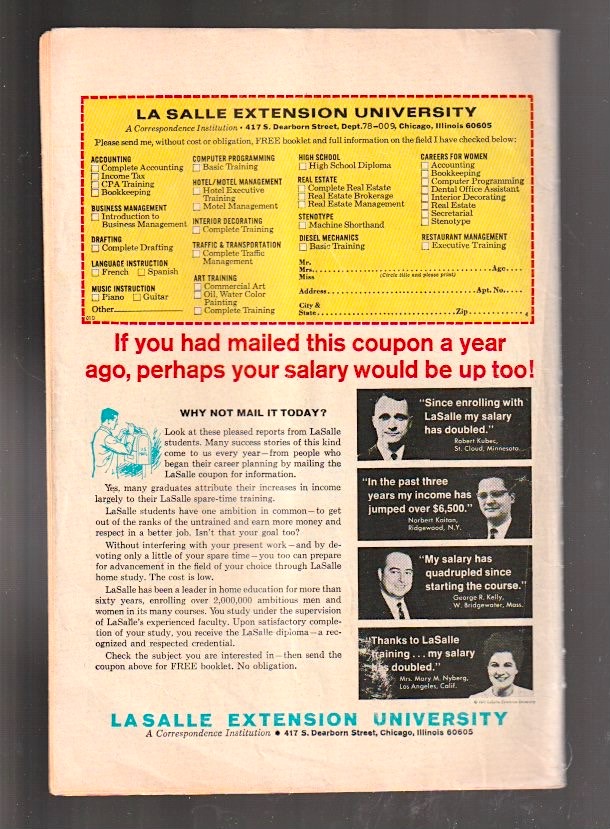 LA SALLE EXTENSION UNIVERSITY
A Correspondence Institution • 417 S. Dearborn Street, Dept. 78-009, Chicago, Illinois 60605
Please send me, without cost or obligation, FREE booklet and full information on the field I have checked below:
ACCOUNTING
Complete Accounting
Income Tax
CPA Training
Bookkeeping
BUSINESS MANAGEMENT
Introduction to
Business Management
DRAFTING
Complete Drafting
LANGUAGE INSTRUCTION
French Spanish
MUSIC INSTRUCTION
Piano Guitar
Other
COMPUTER PROGRAMMING
Basic Training
HOTEL/MOTEL MANAGEMENT
Hotel Executive
Training
Motel Management
INTERIOR DECORATING
Complete Training
TRAFFIC & TRANSPORTATION
Complete Traffic
Management
ART TRAINING
Commercial Art
Oil, Water Color
Painting
Complete Training
HIGH SCHOOL
High School Diploma
REAL ESTATE
Complete Real Estate
Real Estate Brokerage
Real Estate Management
STENOTYPE
Machine Shorthand
DIESEL MECHANICS
Basic Training
CAREERS FOR WOMEN
Accounting
Bookkeeping
Computer Programming
Dental Office Assistant
Interior Decorating
Real Estate
Secretarial
Stenotype
RESTAURANT MANAGEMENT
Executive Training
Mr.
Mrs. Age
Miss (Circle title and please print)
Address Apt. No.
City &
State Zip
If you had mailed this coupon a year
ago, perhaps your salary would be up too!
WHY NOT MAIL IT TODAY?
Look at these pleased reports from LaSalle
students. Many success stories of this kind
come to us every year—from people who
began their career planning by mailing the
LaSalle coupon for information.
Yes, many graduates attribute their increases in income
largely to their LaSalle spare-time training.
LaSalle students have one ambition in common—to get
out of the ranks of the untrained and earn more money and
respect in a better job. Isn't that your goal too?
Without interfering with your present work—and by de-
voting only a little of your spare time—you too can prepare
for advancement in the field of your choice through LaSalle
home study. The cost is low.
LaSalle has been a leader in home education for more than
sixty years, enrolling over 2,000,000 ambitious men and
women in its many courses. You study under the supervision
of LaSalle's experienced faculty. Upon satisfactory comple-
tion of your study, you receive the LaSalle diploma—a rec-
ognized and respected credential.
Check the subject you are interested in—then send the
coupon above for FREE booklet. No obligation.
"Since enrolling with
LaSalle my salary
has doubled."
Robert Kubec,
St. Cloud, Minnesota
"In the past three
years my income has
jumped over $6,500."
Norbert Kaitan,
Ridgewood, N.Y.
"My salary has
quadrupled since
starting the course."
George R. Kelly,
W. Bridgewater, Mass.
"Thanks to LaSalle
training . . . my salary
has doubled."
Mrs. Mary M. Nyberg,
Los Angeles, Calif.
LA SALLE EXTENSION UNIVERSITY
A Correspondence Institution • 417 S. Dearborn Street, Chicago, Illinois 60605